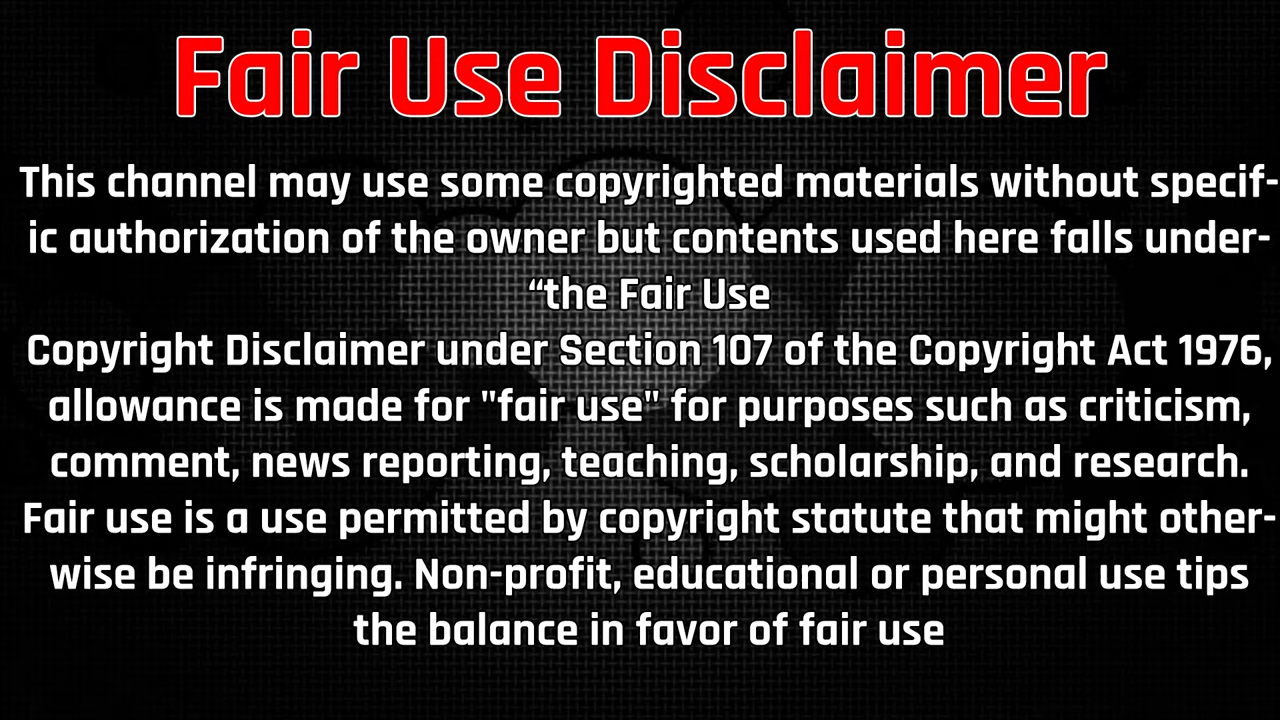 Fair Use Disclaimer
This channel may use some copyrighted materials without specif-
ic authorization of the owner but contents used here falls under-
“the Fair Use
Copyright Disclaimer under Section 107 of the Copyright Act 1976,
allowance is made for "fair use" for purposes such as criticism,
comment, news reporting, teaching, scholarship, and research.
Fair use is a use permitted by copyright statute that might other-
wise be infringing. Non-profit, educational or personal use tips
the balance in favor of fair use